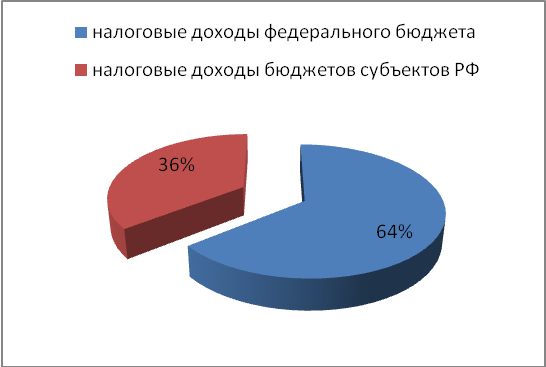 налоговые доходы федерального бюджета
налоговые доходы бюджетов субъектов РФ
36%
64%